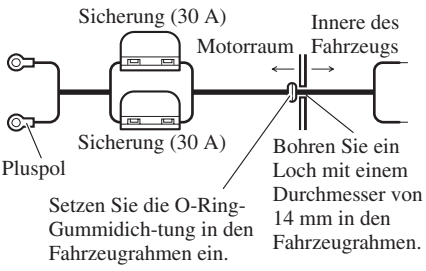 Sicherung (30 A)
Innere des
Fahrzeugs
Motorraum
Sicherung (30 A)
Pluspol
Bohren Sie ein
Loch mit einem
Durchmesser von
14 mm in den
Fahrzeugrahmen.
Setzen Sie die O-Ring-
Gummidich-tung in den
Fahrzeugrahmen ein.